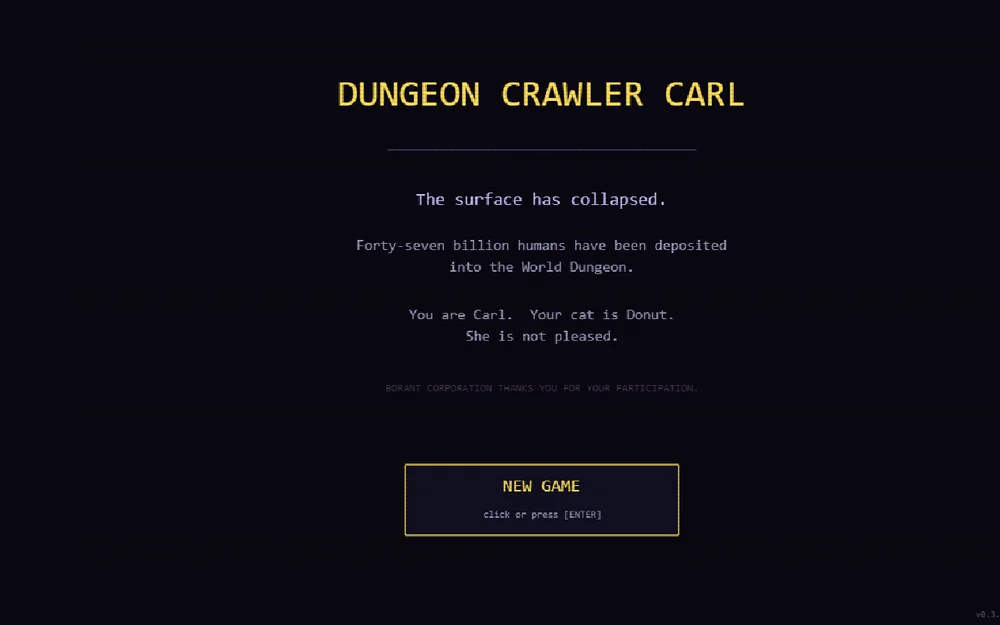 DUNGEON CRAWLER CARL
The surface has collapsed.
Forty-seven billion humans have been deposited
into the World Dungeon.
You are Carl.  Your cat is Donut.
She is not pleased.
BORANT CORPORATION THANKS YOU FOR YOUR PARTICIPATION.
NEW GAME
click or press [ENTER]
v0.3.